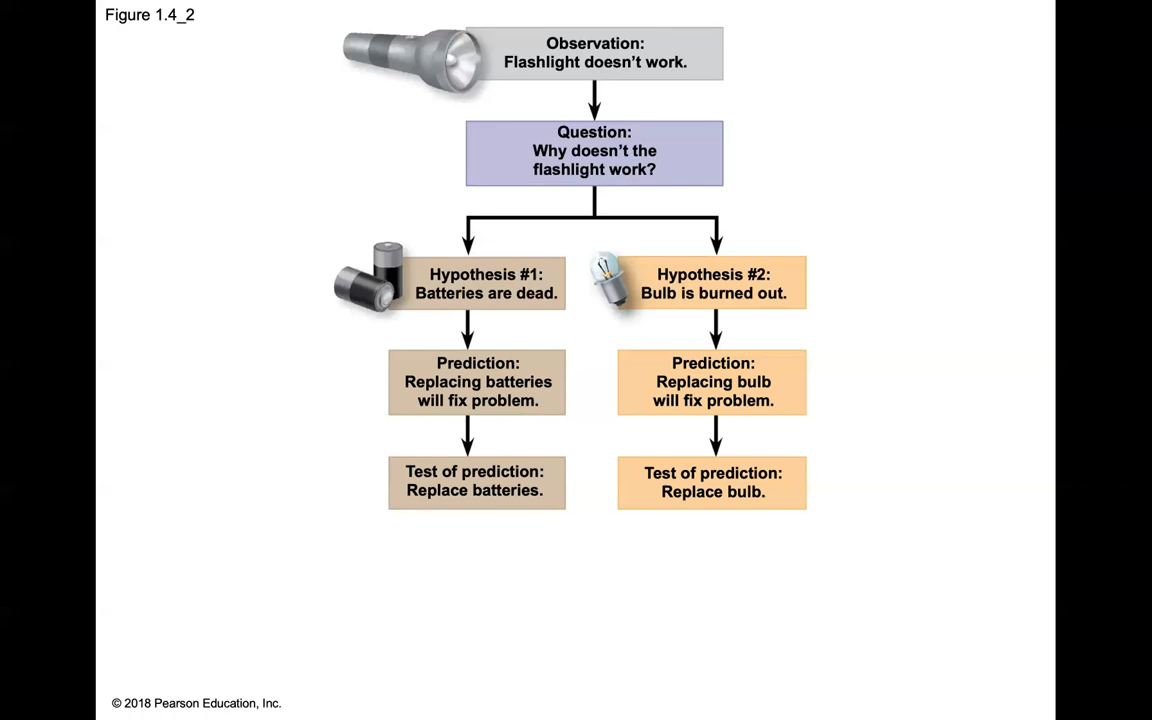 Figure 1.4_2
Observation:
Flashlight doesn't work.
Question:
Why doesn't the
flashlight work?
Hypothesis #1:
Batteries are dead.
Hypothesis #2:
Bulb is burned out.
Prediction:
Replacing batteries
will fix problem.
Prediction:
Replacing bulb
will fix problem.
Test of prediction:
Replace batteries.
Test of prediction:
Replace bulb.
© 2018 Pearson Education, Inc.